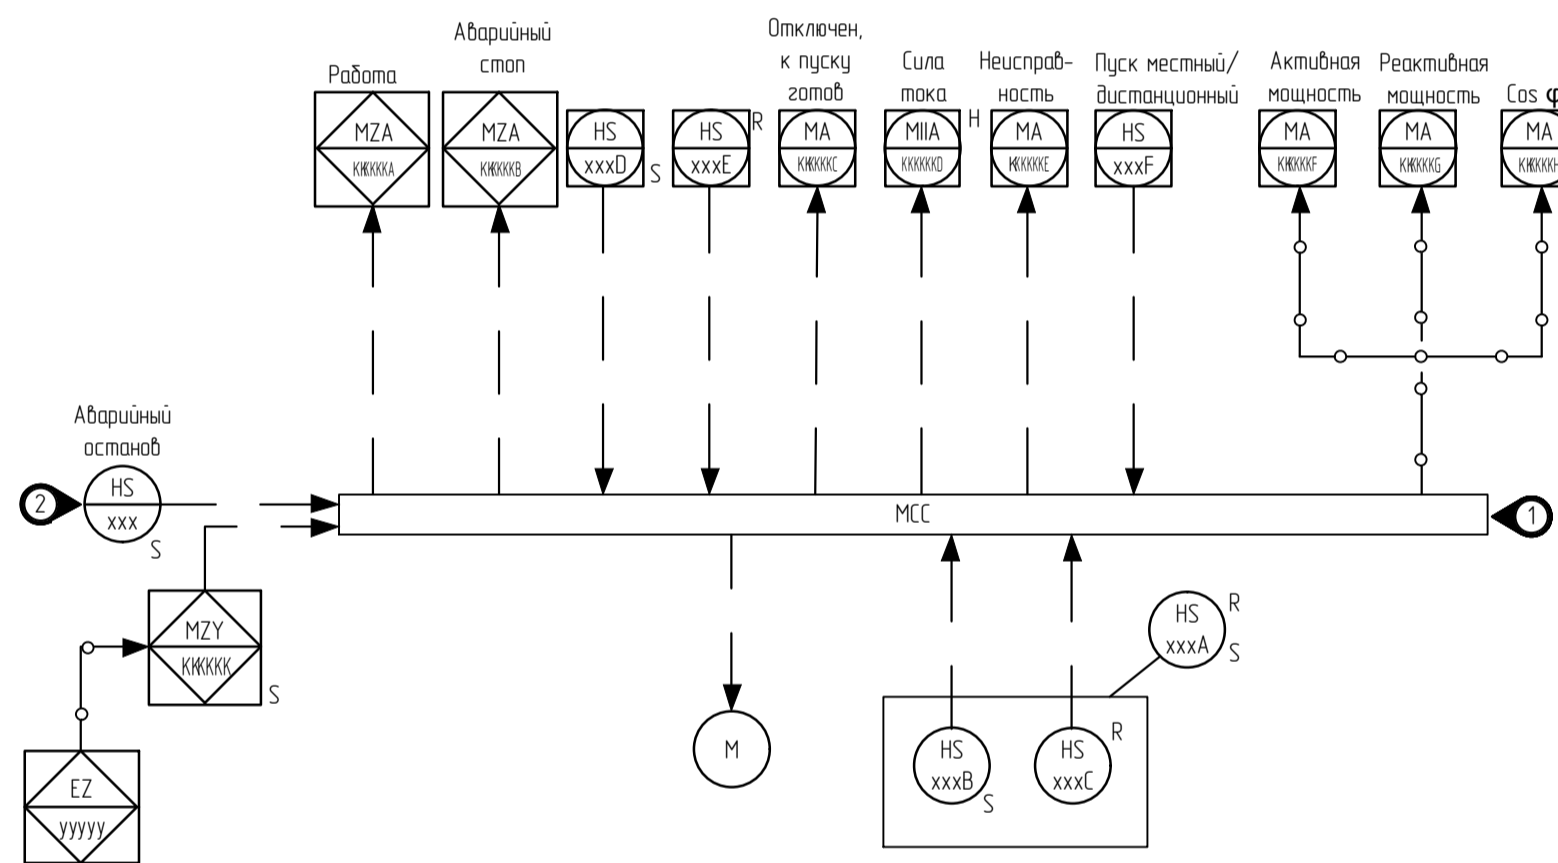 Работа
Аварийный
стоп
Отключен,
к пуску
готов
Сила
тока
Неисправ-
ность
Пуск местный/
дистанционный
Активная
мощность
Реактивная
мощность
Cos φ
MZA
MZA
HS
xxxD
S
HS
xxxE
R
MA
MIIA
KKKKKKD
H
MA
HS
xxxF
MA
MA
MA
Аварийный
останов
2
HS
xxx
S
MCC
1
MZY
S
EZ
yyyyy
M
HS
xxxA
R
S
HS
xxxB
S
HS
xxxC
R